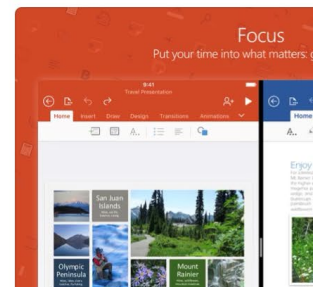 Focus
Put your time into what matters:
9:41
Travel Presentation
Home Insert Draw Design Transitions Animations
Home
A..
A..
San Juan
Islands
Olympic
Peninsula
Mount
Rainier
Enjoy